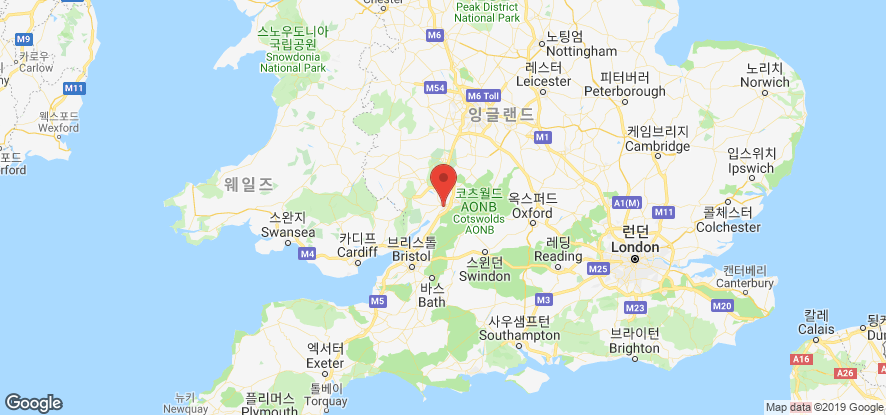 Chester
Peak District
National Park
M6
노팅엄
Nottingham
스노우도니아
국립공원
Snowdonia
National Park
M9
카로우
Carlow
M11
웩스포드
Wexford
포드
erford
M54
M6 Toll
레스터
Leicester
피터버러
Peterborough
노리치
Norwich
잉글랜드
M1
케임브리지
Cambridge
입스위치
Ipswich
웨일즈
코츠월드
AONB
Cotswolds
AONB
옥스퍼드
Oxford
A1(M)
M11
콜체스터
Colchester
스완지
Swansea
M4
카디프
Cardiff
브리스톨
Bristol
바스
Bath
스윈던
Swindon
레딩
Reading
런던
London
M25
캔터베리
Canterbury
M5
M3
M23
M20
사우샘프턴
Southampton
브라이턴
Brighton
칼레
Calais
됭케
Dun
A16
A26
엑서터
Exeter
톨베이
Torquay
뉴키
Newquay
플리머스
Plymouth
Google
Map data ©2019 Google